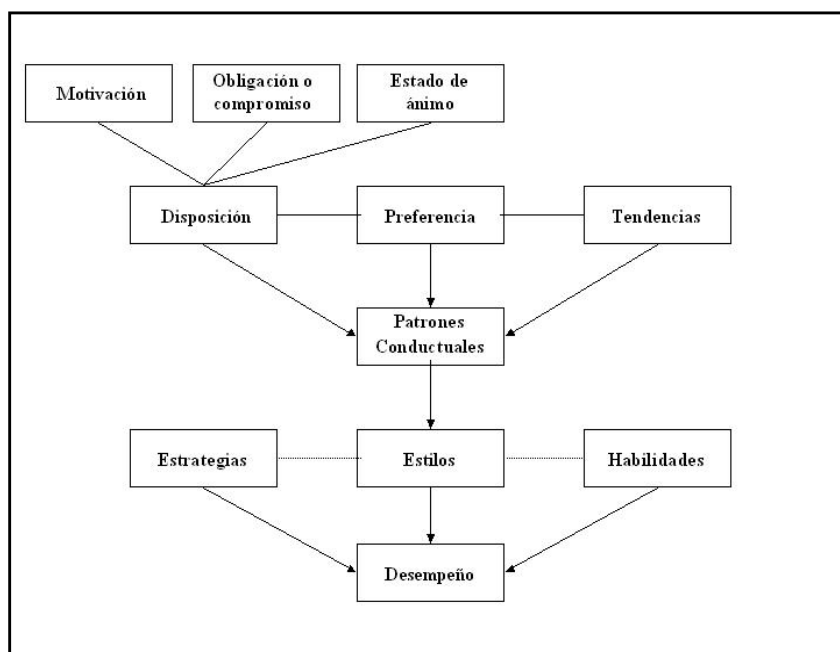 Motivación
Obligación o
compromiso
Estado de
ánimo
Disposición
Preferencia
Tendencias
Patrones
Conductuales
Estrategias
Estilos
Habilidades
Desempeño